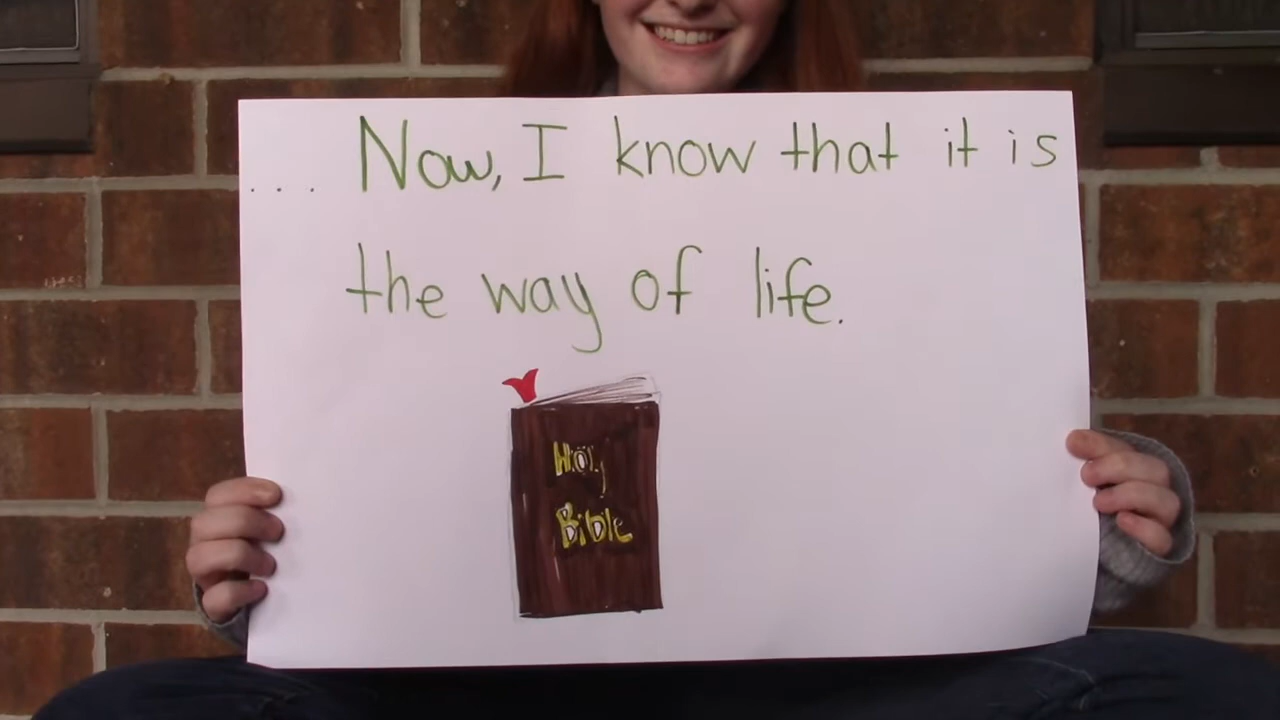 .... Now, I know that it is
the way of life.
Holy
Bible